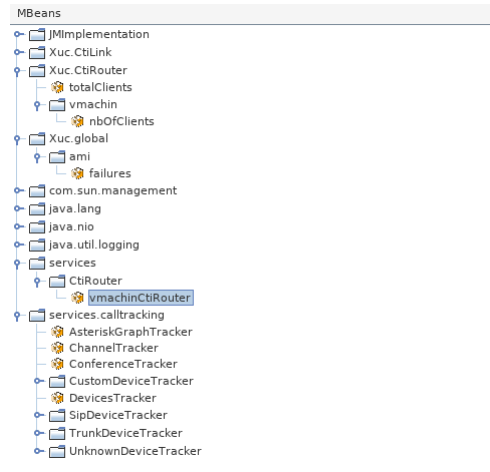 MBeans
JMImplementation
Xuc.CtiLink
Xuc.CtiRouter
totalClients
vmachin
nbOfClients
Xuc.global
ami
failures
com.sun.management
java.lang
java.nio
java.util.logging
services
CtiRouter
vmachinCtiRouter
services.calltracking
AsteriskGraphTracker
ChannelTracker
ConferenceTracker
CustomDeviceTracker
DevicesTracker
SipDeviceTracker
TrunkDeviceTracker
UnknownDeviceTracker